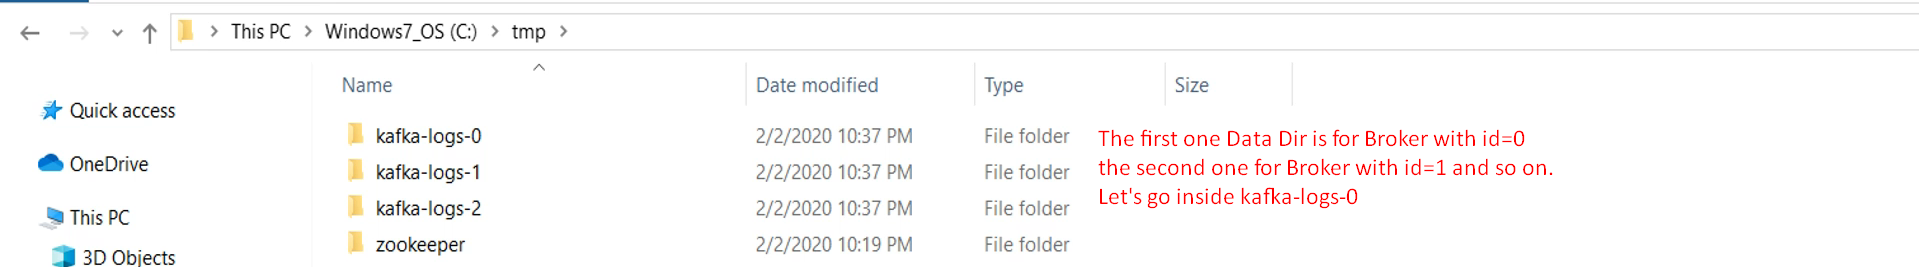 This PC > Windows7_OS (C:) > tmp >
Name Date modified Type Size
Quick access
OneDrive
This PC
3D Objects
kafka-logs-0 2/2/2020 10:37 PM File folder
kafka-logs-1 2/2/2020 10:37 PM File folder
kafka-logs-2 2/2/2020 10:37 PM File folder
zookeeper 2/2/2020 10:19 PM File folder
The first one Data Dir is for Broker with id=0
the second one for Broker with id=1 and so on.
Let's go inside kafka-logs-0